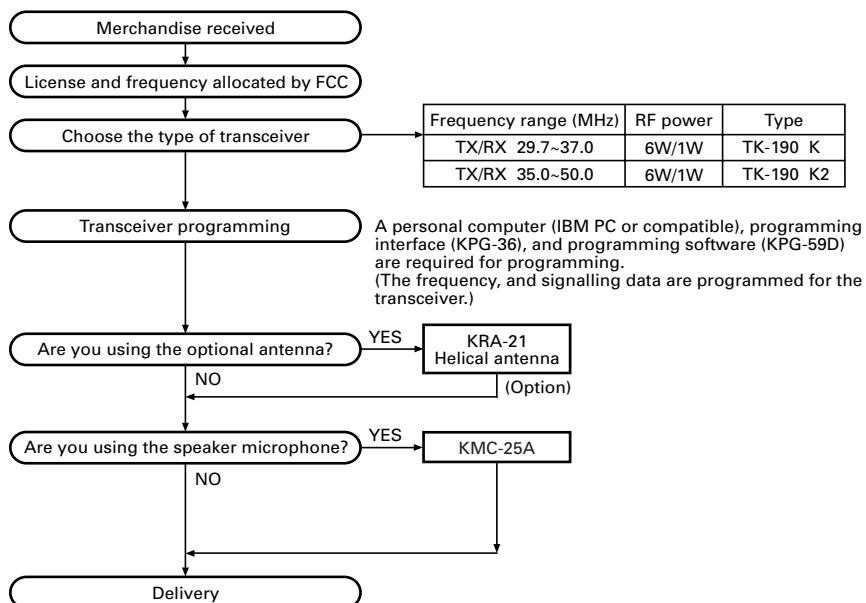 Merchandise received
License and frequency allocated by FCC
Choose the type of transceiver
Frequency range (MHz) RF power Type
TX/RX 29.7~37.0 6W/1W TK-190 K
TX/RX 35.0~50.0 6W/1W TK-190 K2
Transceiver programming
A personal computer (IBM PC or compatible), programming
interface (KPG-36), and programming software (KPG-59D)
are required for programming.
(The frequency, and signalling data are programmed for the
transceiver.)
Are you using the optional antenna?
YES
KRA-21
Helical antenna
NO
(Option)
Are you using the speaker microphone?
YES
KMC-25A
NO
Delivery